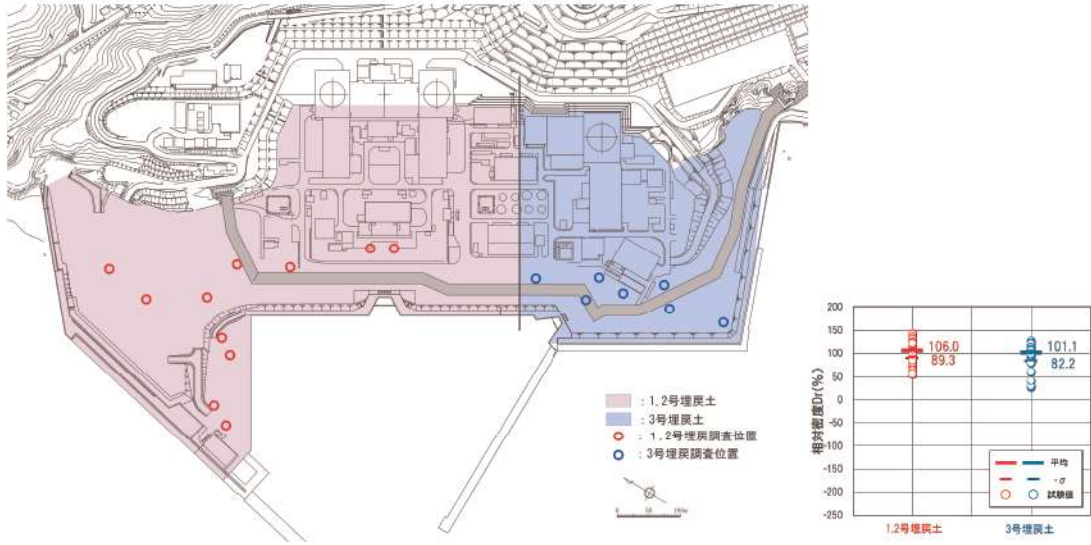 : 1,2号埋戻土
: 3号埋戻土
: 1,2号埋戻調査位置
: 3号埋戻調査位置
0 50 100m
相対密度Dr(%)
200
150
100
50
0
-50
-100
-150
-200
-250
106.0
89.3
101.1
82.2
平均
-σ
試験値
1,2号埋戻土
3号埋戻土